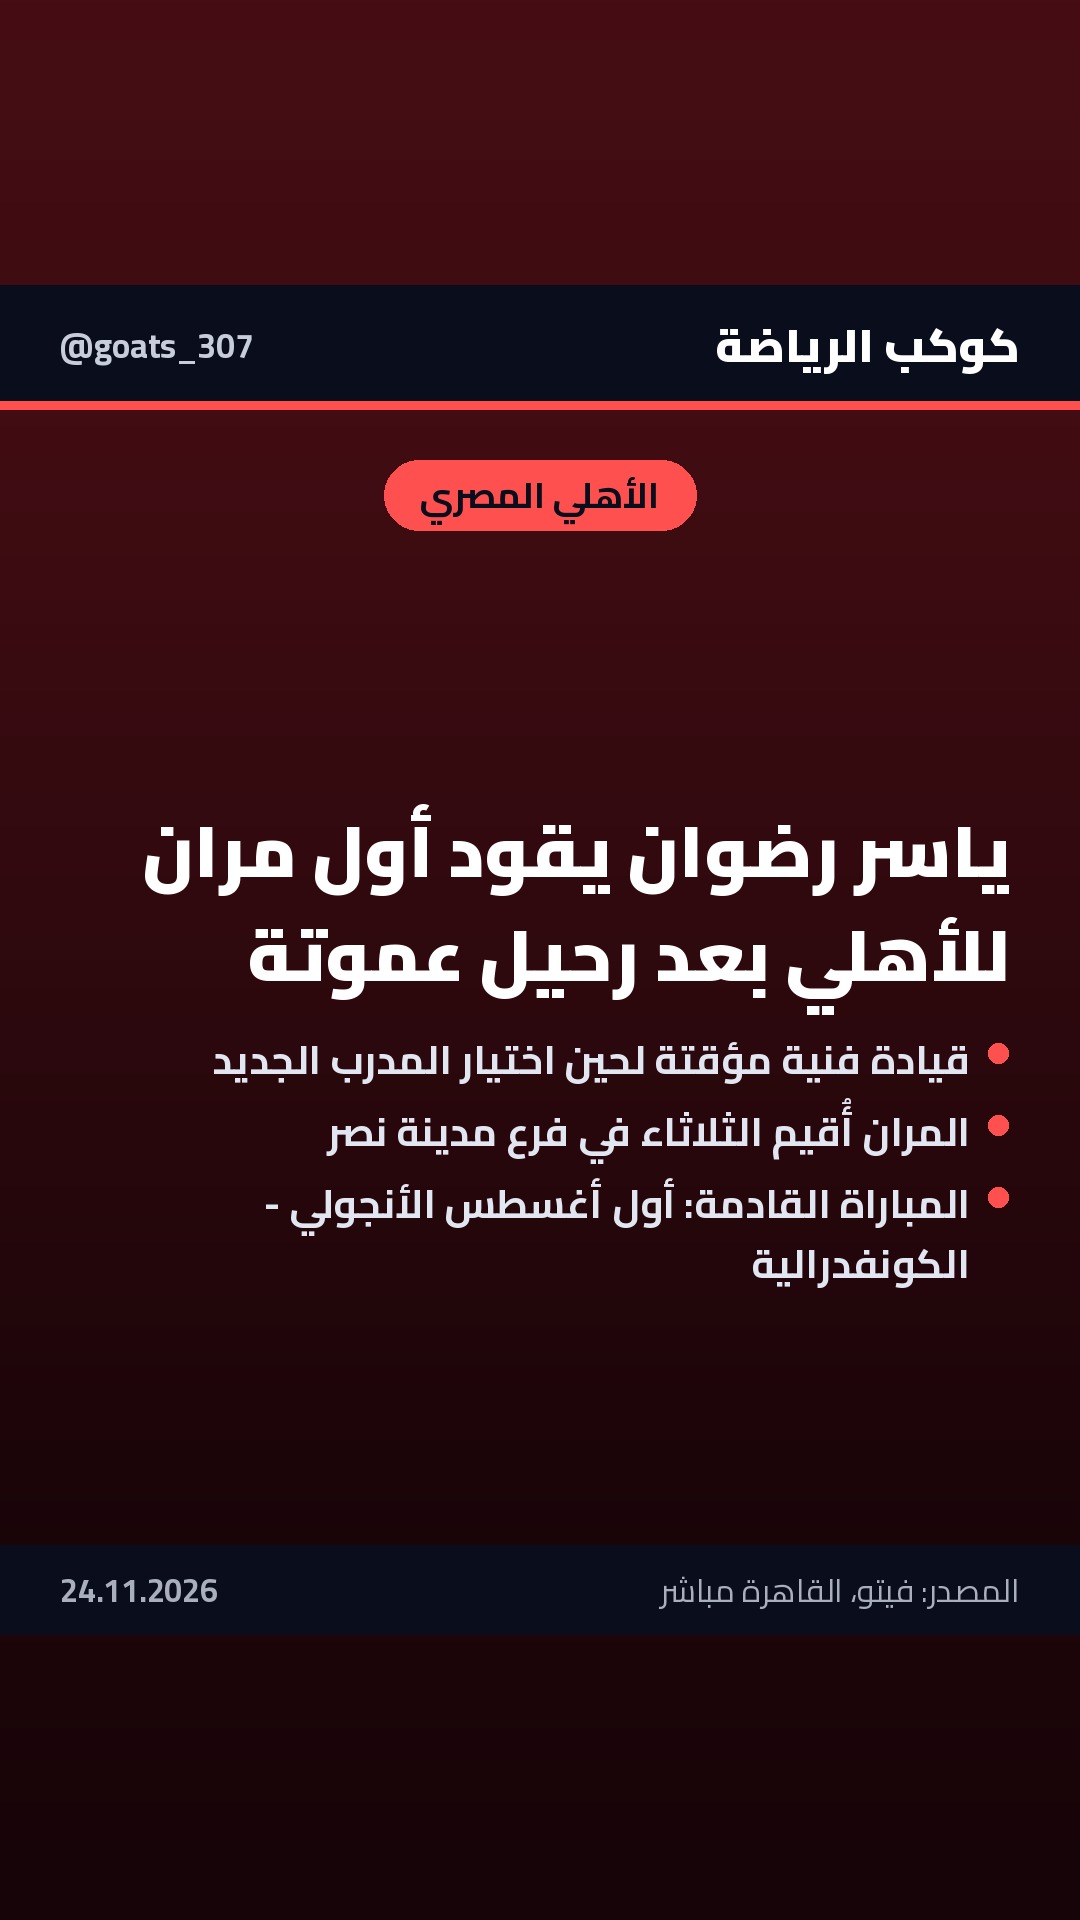 كوكب الرياضة
@goats_307
الأهلي المصري
ياسر رضوان يقود أول مران
للأهلي بعد رحيل عموتة
قيادة فنية مؤقتة لحين اختيار المدرب الجديد
المران أُقيم الثلاثاء في فرع مدينة نصر
المباراة القادمة: أول أغسطس الأنجولي -
الكونفدرالية
المصدر: فيتو، القاهرة مباشر
24.11.2026